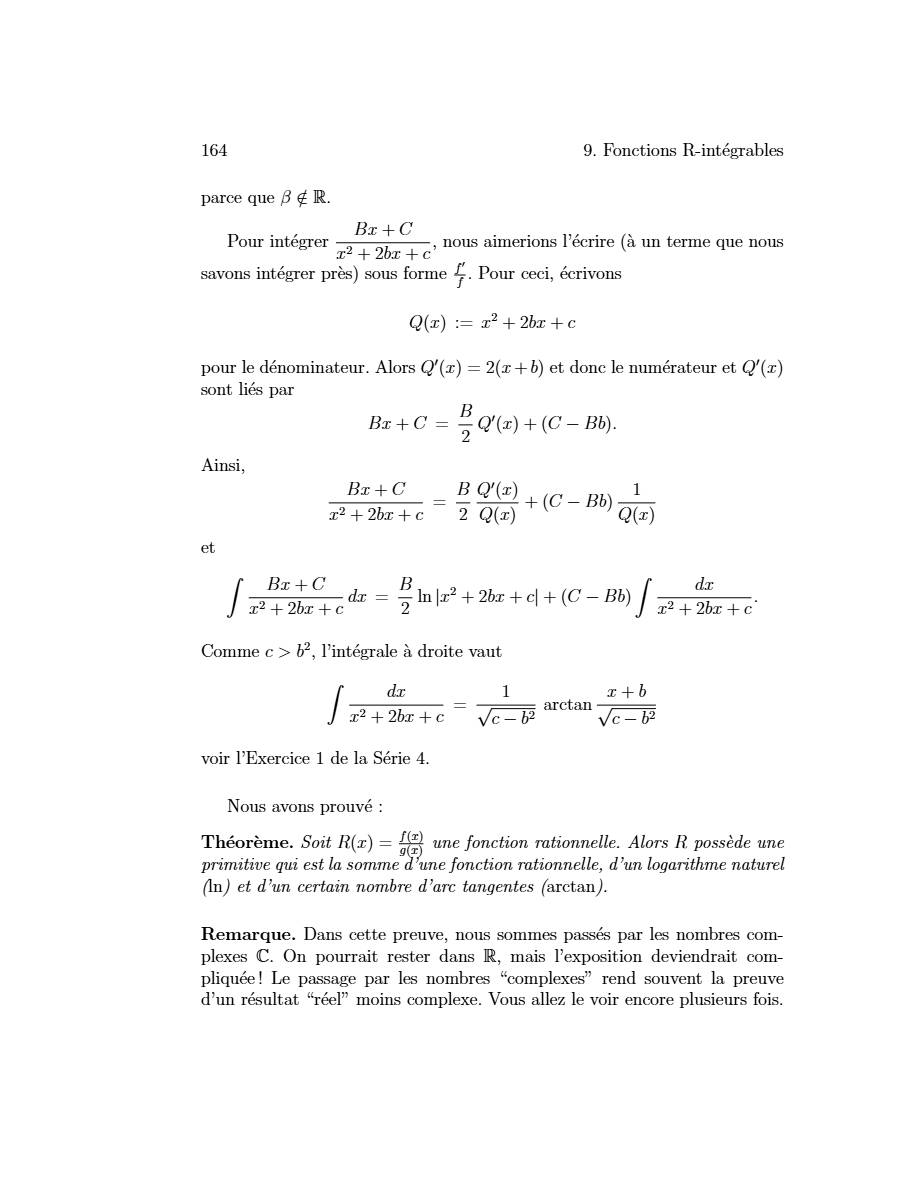 164 9. Fonctions R-intégrables
parce que β ∉ ℝ.
Pour intégrer (Bx + C)/(x² + 2bx + c), nous aimerions l'écrire (à un terme que nous
savons intégrer près) sous forme f′/f. Pour ceci, écrivons
Q(x) := x² + 2bx + c
pour le dénominateur. Alors Q′(x) = 2(x + b) et donc le numérateur et Q′(x)
sont liés par
Bx + C = B/2 Q′(x) + (C − Bb).
Ainsi,
(Bx + C)/(x² + 2bx + c) = B/2 Q′(x)/Q(x) + (C − Bb) 1/Q(x)
et
∫ (Bx + C)/(x² + 2bx + c) dx = B/2 ln |x² + 2bx + c| + (C − Bb) ∫ dx/(x² + 2bx + c).
Comme c > b², l'intégrale à droite vaut
∫ dx/(x² + 2bx + c) = 1/√(c − b²) arctan (x + b)/√(c − b²)
voir l'Exercice 1 de la Série 4.
Nous avons prouvé :
Théorème. Soit R(x) = f(x)/g(x) une fonction rationnelle. Alors R possède une
primitive qui est la somme d'une fonction rationnelle, d'un logarithme naturel
(ln) et d'un certain nombre d'arc tangentes (arctan).
Remarque. Dans cette preuve, nous sommes passés par les nombres com-
plexes ℂ. On pourrait rester dans ℝ, mais l'exposition deviendrait com-
pliquée ! Le passage par les nombres “complexes” rend souvent la preuve
d'un résultat “réel” moins complexe. Vous allez le voir encore plusieurs fois.